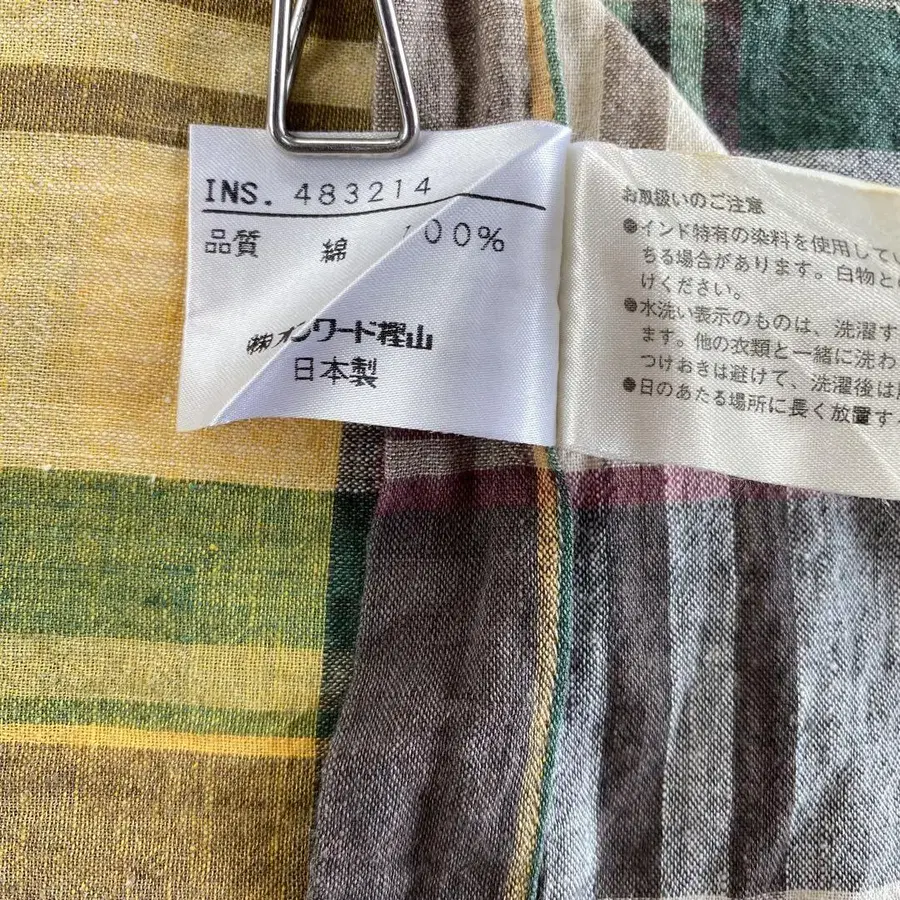 INS. 483214
品質 綿 100%
㈱オンワード樫山
日本製
お取扱いのご注意
●インド特有の染料を使用してい
ちる場合があります。白物と
けください。
●水洗い表示のものは、洗濯す
ます。他の衣類と一緒に洗わ
つけおきは避けて、洗濯後は
●日のあたる場所に長く放置す